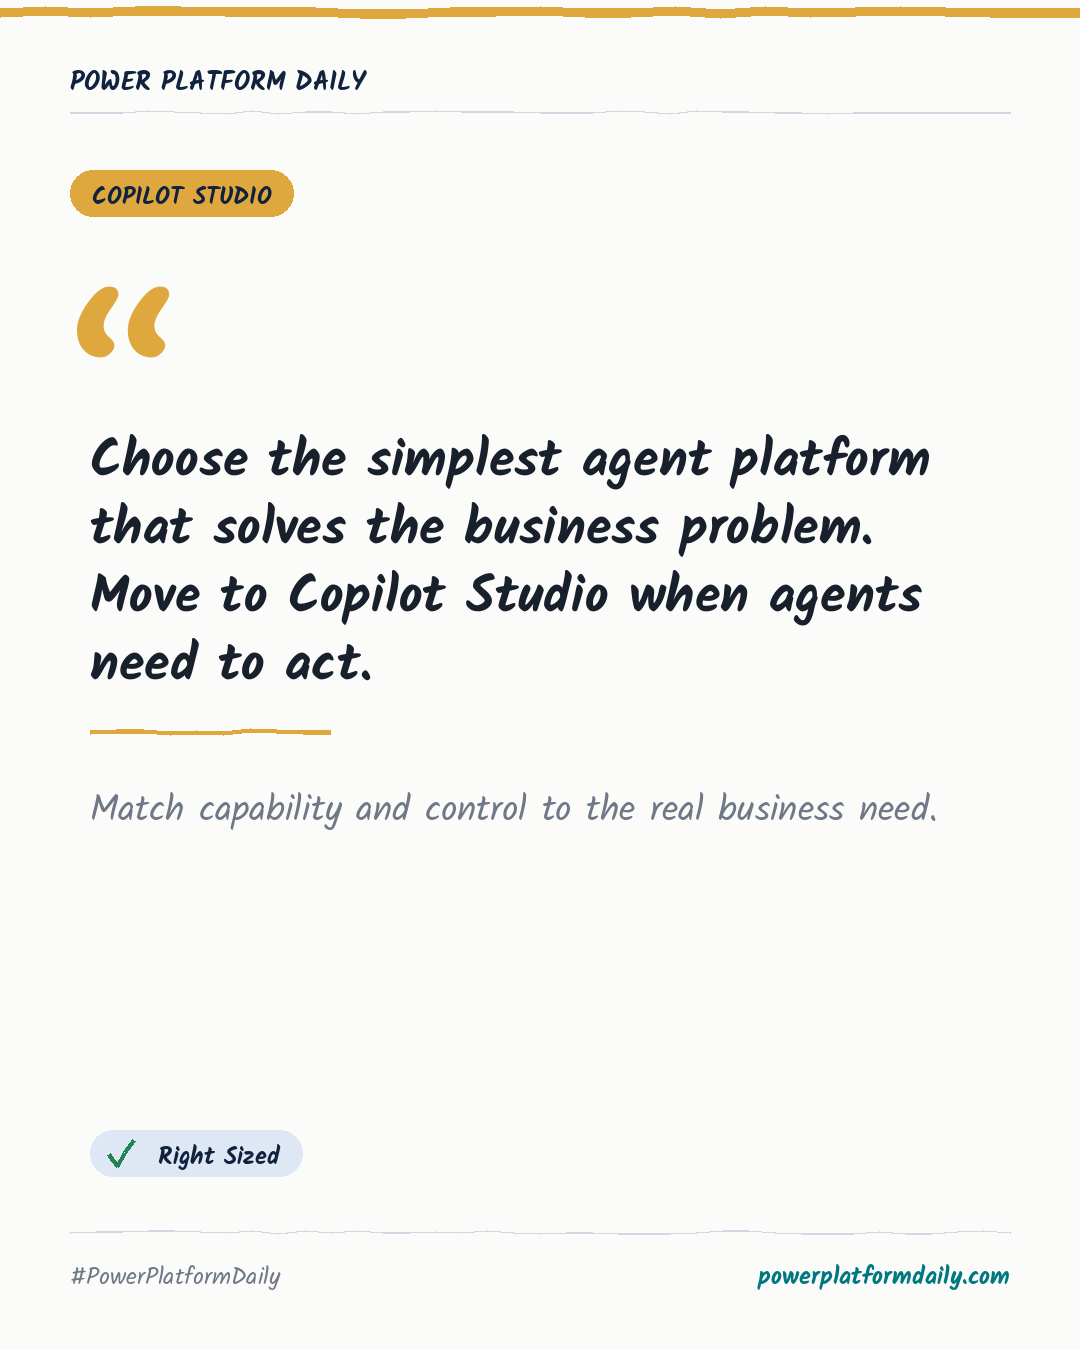 POWER PLATFORM DAILY
COPILOT STUDIO
“
Choose the simplest agent platform
that solves the business problem.
Move to Copilot Studio when agents
need to act.
Match capability and control to the real business need.
✓ Right Sized
#PowerPlatformDaily
powerplatformdaily.com